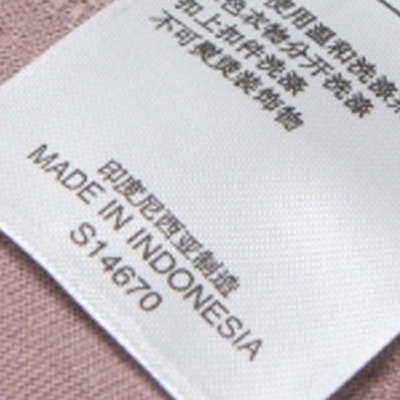 使用温和洗涤
色衣物分开洗涤
扣上扣件洗涤
不可熨烫装饰物
印度尼西亚制造
MADE IN INDONESIA
S14670